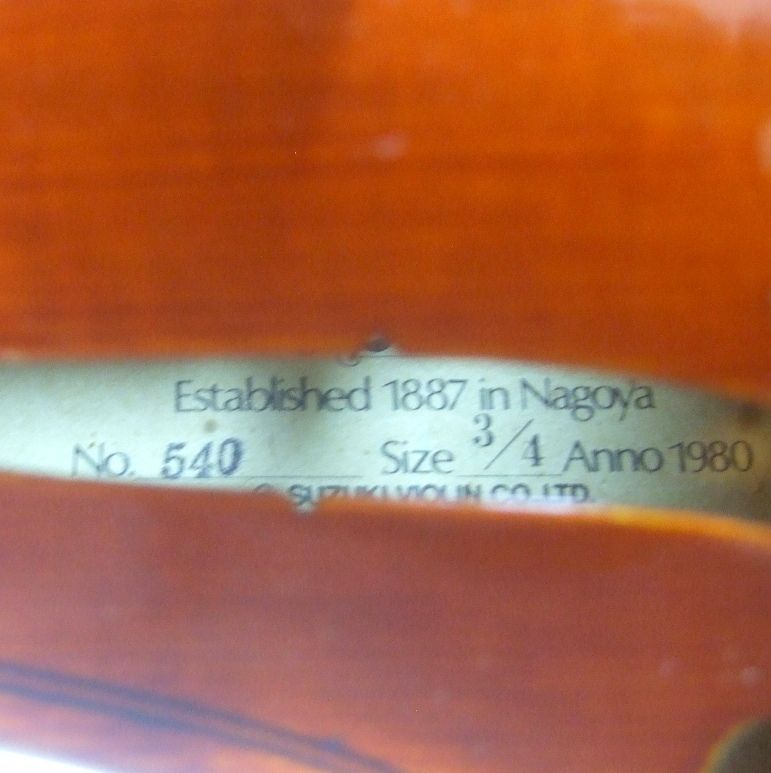 Established 1887 in Nagoya
No. 540 Size 3/4 Anno 1980
SUZUKI VIOLIN CO. LTD.